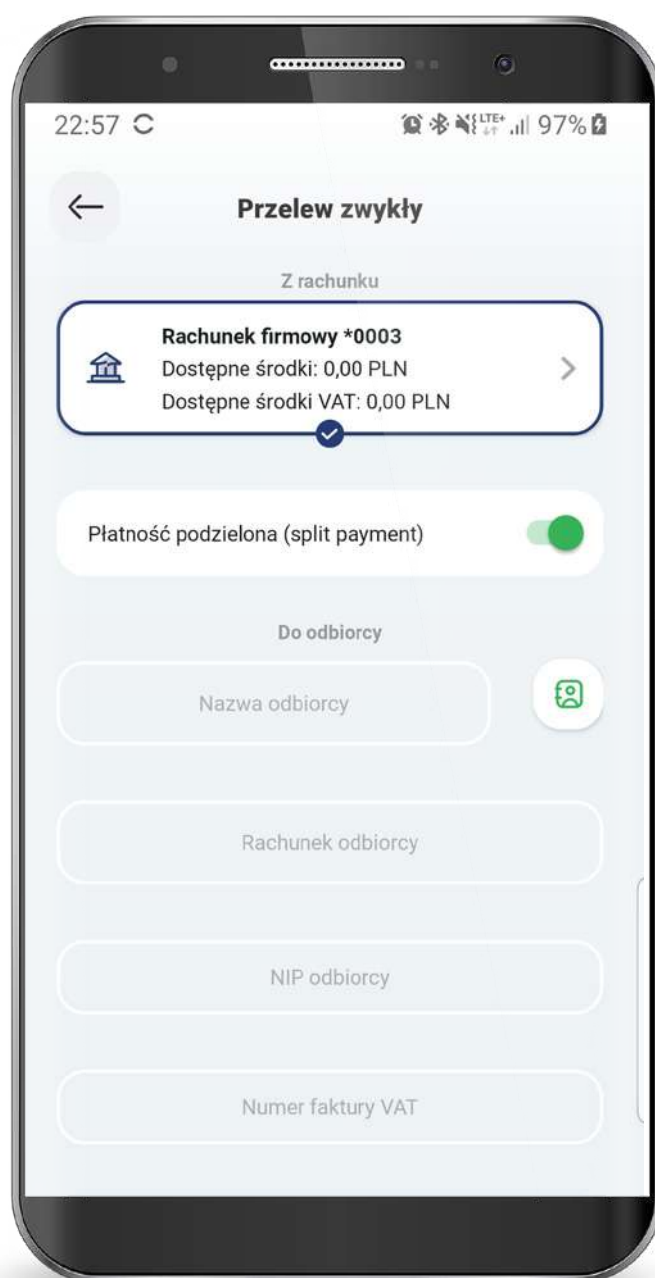 22:57
LTE+
97%
Przelew zwykły
Z rachunku
Rachunek firmowy *0003
Dostępne środki: 0,00 PLN
Dostępne środki VAT: 0,00 PLN
Płatność podzielona (split payment)
Do odbiorcy
Nazwa odbiorcy
Rachunek odbiorcy
NIP odbiorcy
Numer faktury VAT